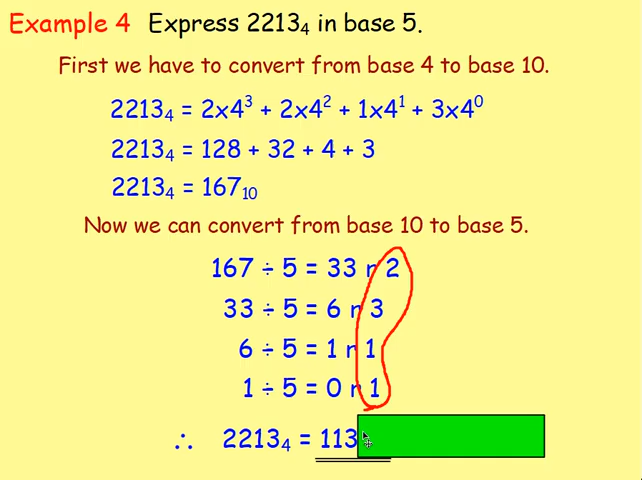 Example 4 Express 2213₄ in base 5.
First we have to convert from base 4 to base 10.
2213₄ = 2x4³ + 2x4² + 1x4¹ + 3x4⁰
2213₄ = 128 + 32 + 4 + 3
2213₄ = 167₁₀
Now we can convert from base 10 to base 5.
167 ÷ 5 = 33 r 2
33 ÷ 5 = 6 r 3
6 ÷ 5 = 1 r 1
1 ÷ 5 = 0 r 1
∴ 2213₄ = 113